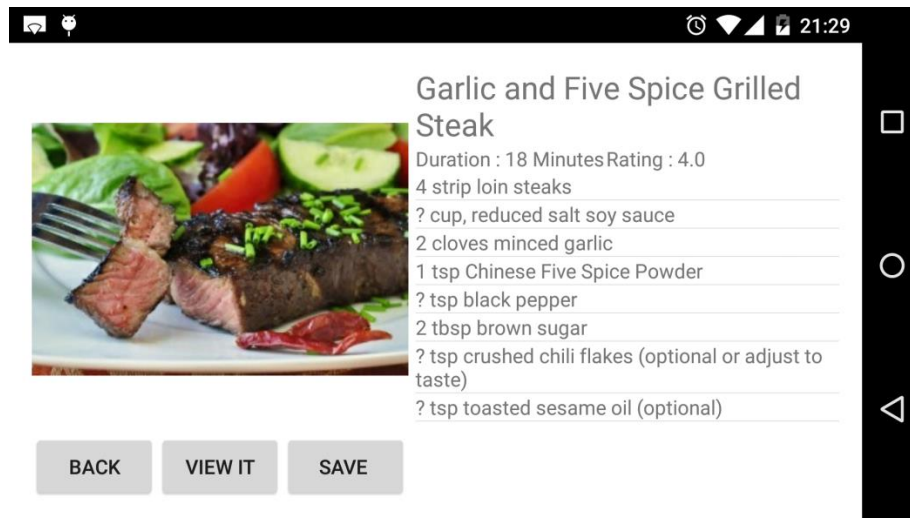 21:29
Garlic and Five Spice Grilled
Steak
Duration : 18 Minutes Rating : 4.0
4 strip loin steaks
? cup, reduced salt soy sauce
2 cloves minced garlic
1 tsp Chinese Five Spice Powder
? tsp black pepper
2 tbsp brown sugar
? tsp crushed chili flakes (optional or adjust to
taste)
? tsp toasted sesame oil (optional)
BACK VIEW IT SAVE